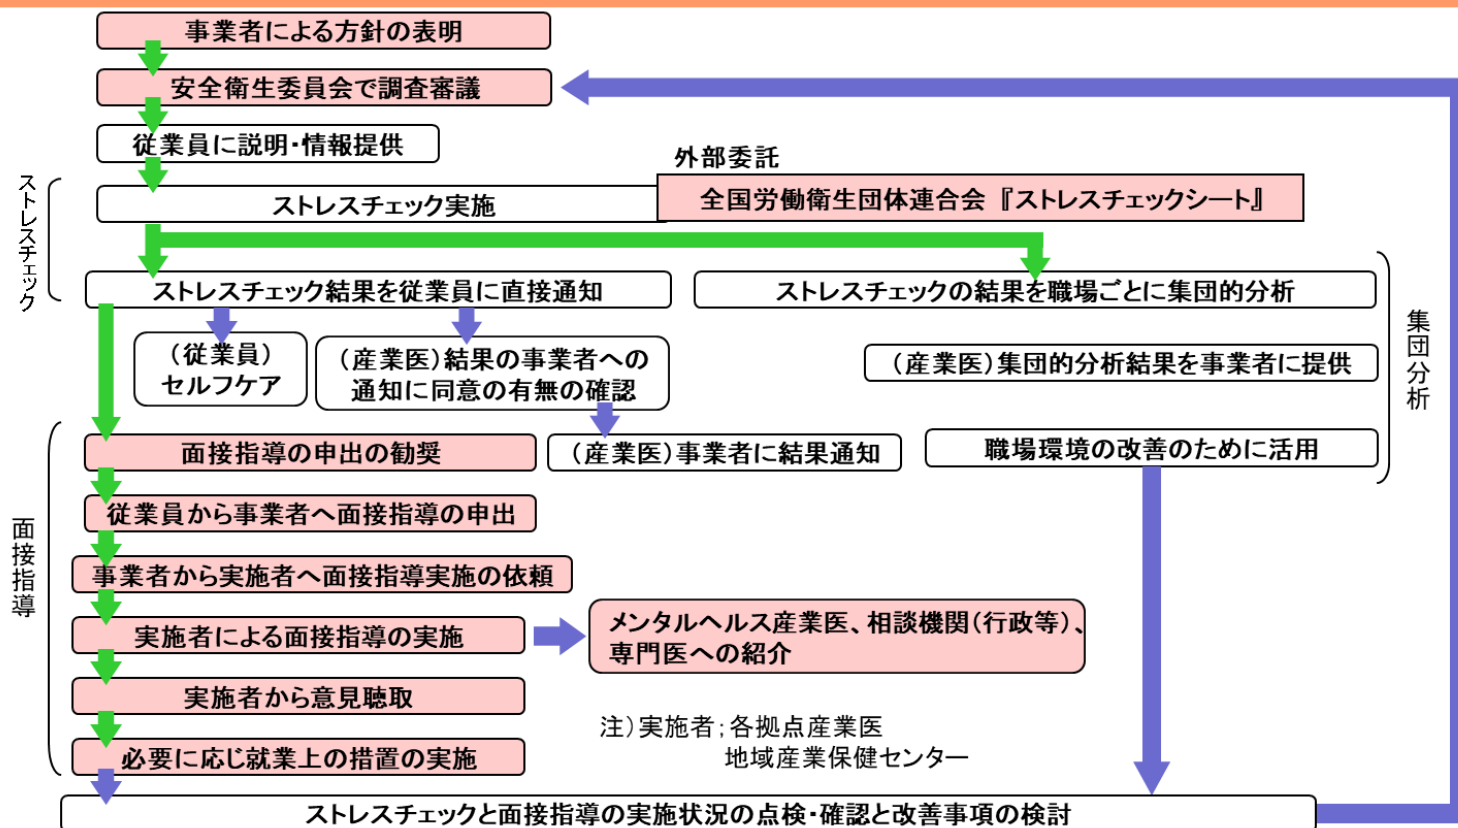 事業者による方針の表明
安全衛生委員会で調査審議
従業員に説明・情報提供
外部委託
ストレスチェック
ストレスチェック実施
全国労働衛生団体連合会 『ストレスチェックシート』
ストレスチェック結果を従業員に直接通知
ストレスチェックの結果を職場ごとに集団的分析
集団分析
（従業員）
セルフケア
（産業医）結果の事業者への
通知に同意の有無の確認
（産業医）集団的分析結果を事業者に提供
面接指導の申出の勧奨
（産業医）事業者に結果通知
職場環境の改善のために活用
面接指導
従業員から事業者へ面接指導の申出
事業者から実施者へ面接指導実施の依頼
実施者による面接指導の実施
メンタルヘルス産業医、相談機関（行政等）、
専門医への紹介
実施者から意見聴取
注）実施者；各拠点産業医
地域産業保健センター
必要に応じ就業上の措置の実施
ストレスチェックと面接指導の実施状況の点検・確認と改善事項の検討